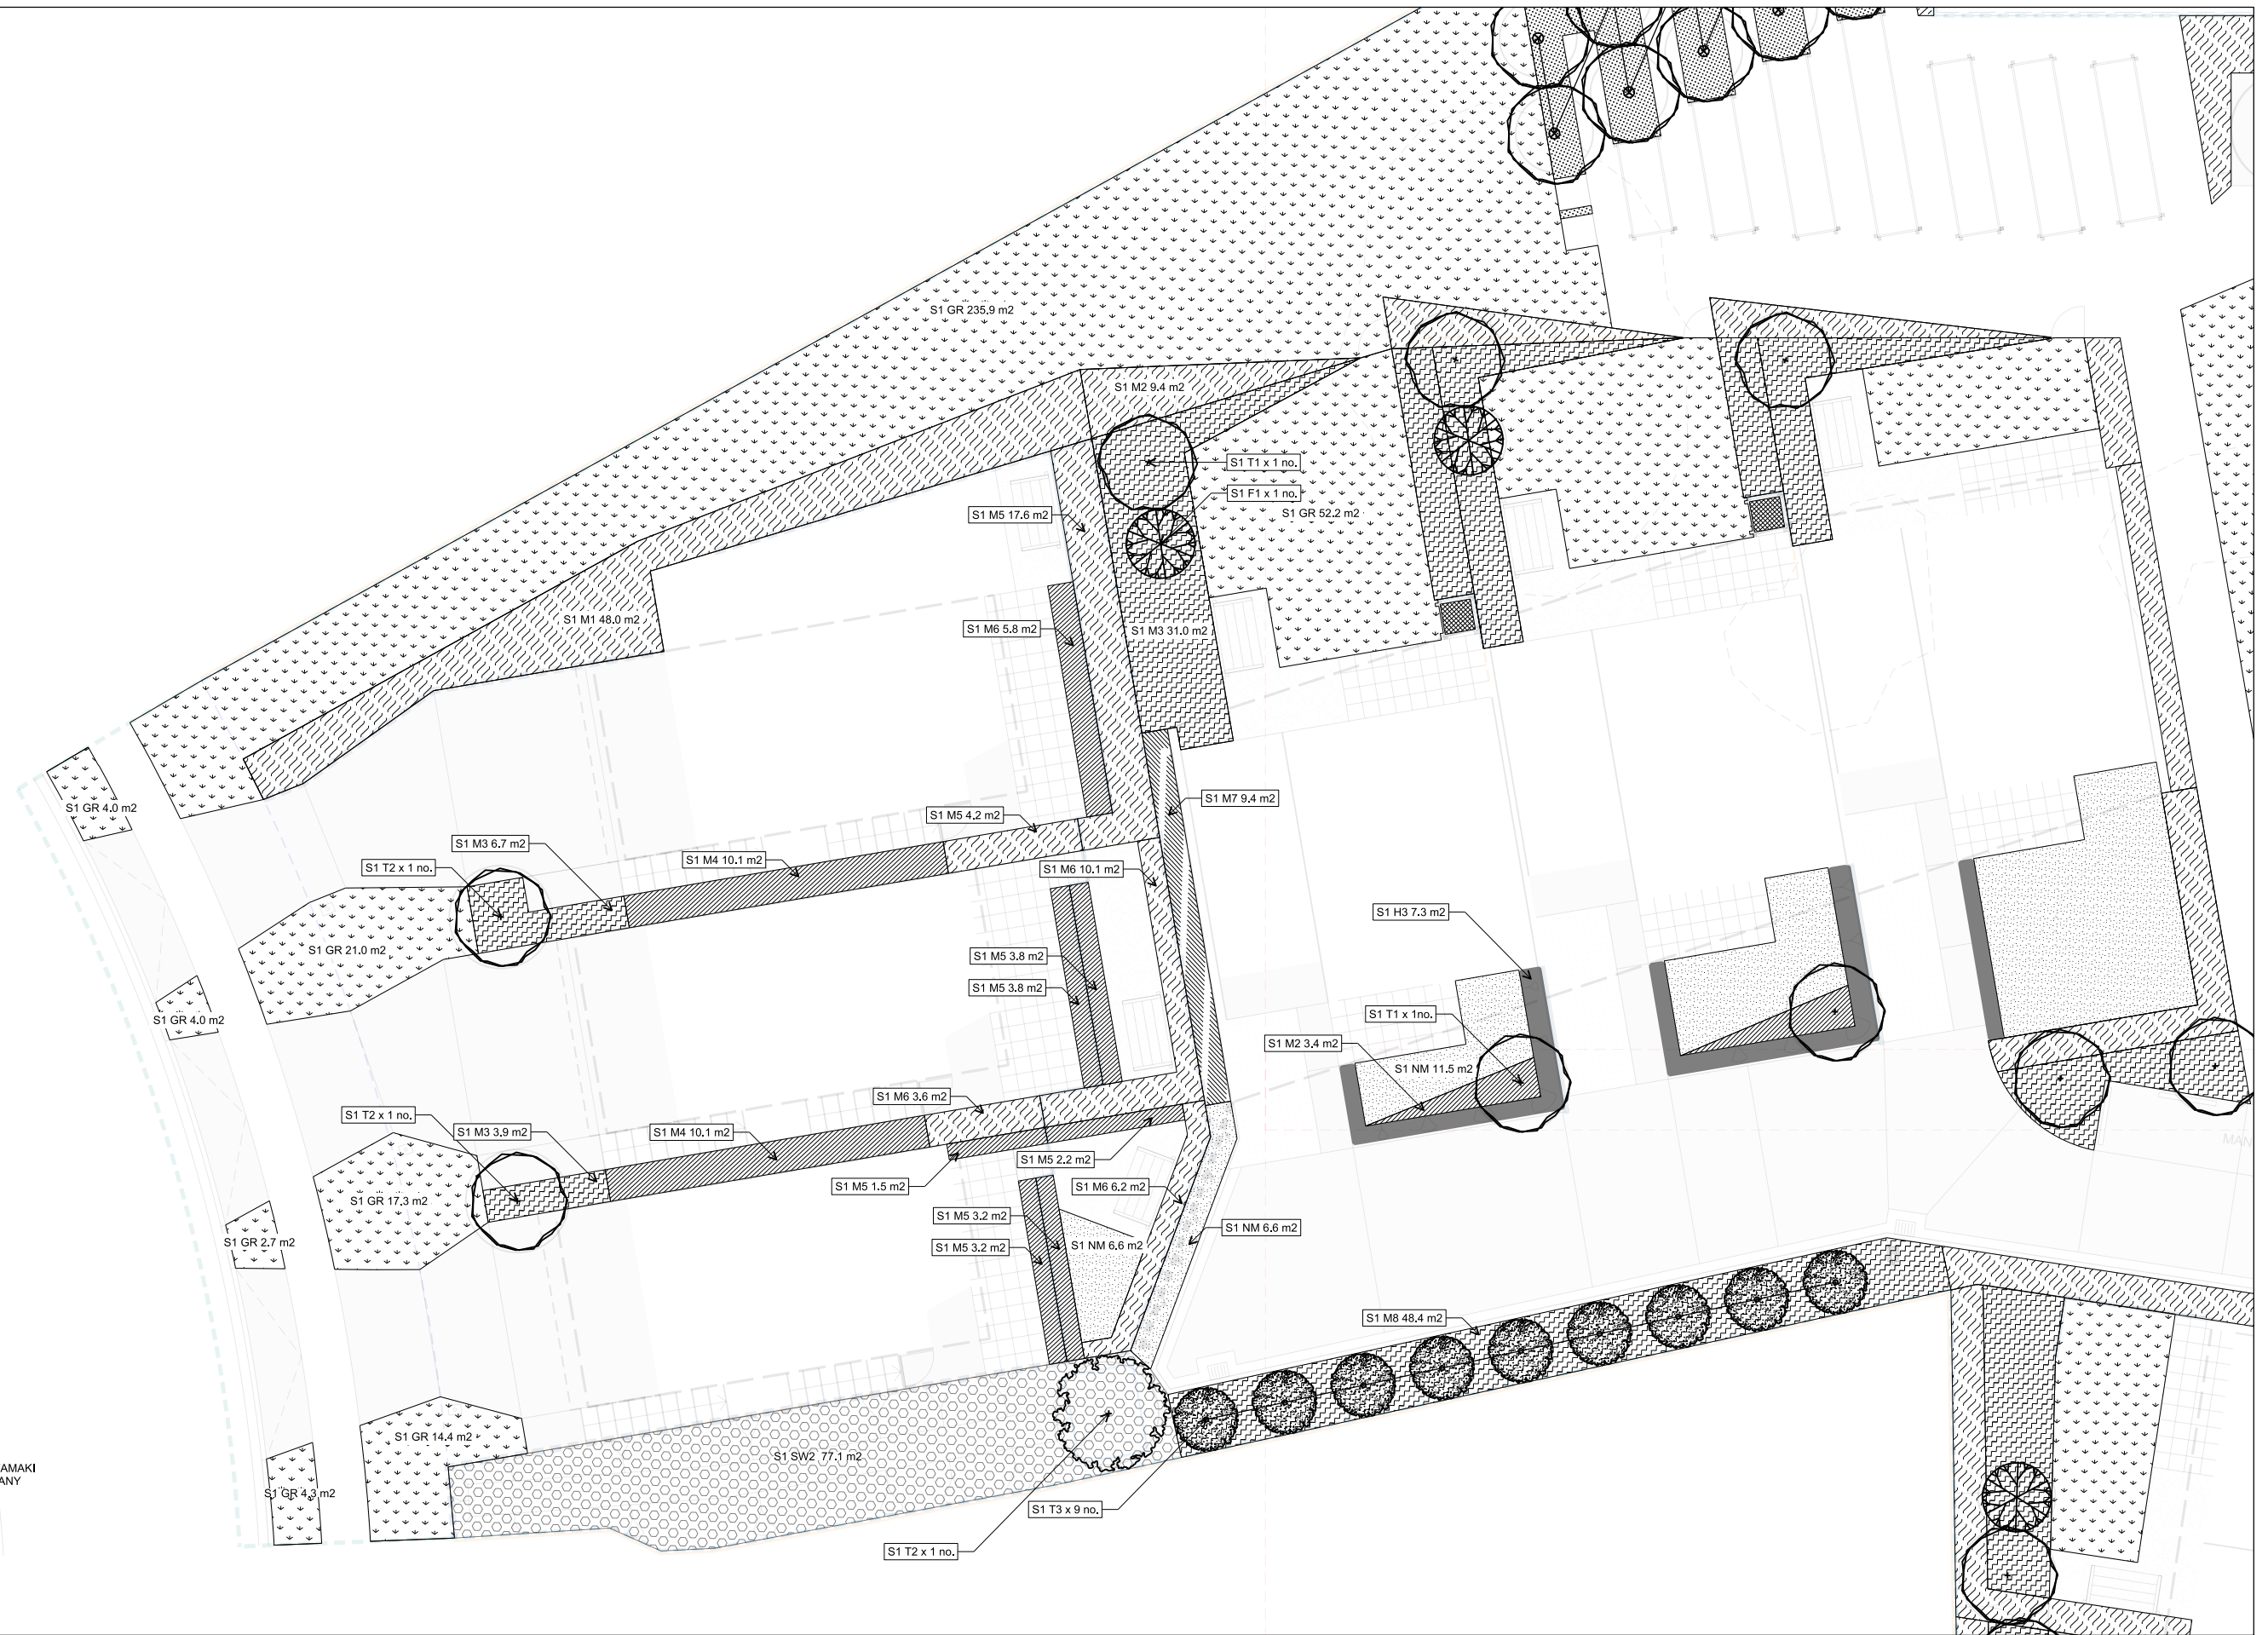 S1 GR 235.9 m2
S1 M2 9.4 m2
S1 T1 x 1 no.
S1 F1 x 1 no.
S1 GR 52.2 m2
S1 M5 17.6 m2
S1 M1 48.0 m2
S1 M6 5.8 m2
S1 M3 31.0 m2
S1 GR 4.0 m2
S1 M7 9.4 m2
S1 M5 4.2 m2
S1 M3 6.7 m2
S1 M4 10.1 m2
S1 T2 x 1 no.
S1 M6 10.1 m2
S1 H3 7.3 m2
S1 GR 21.0 m2
S1 M5 3.8 m2
S1 M5 3.8 m2
S1 GR 4.0 m2
S1 T1 x 1no.
S1 M2 3.4 m2
S1 NM 11.5 m2
S1 M6 3.6 m2
S1 T2 x 1 no.
S1 M3 3.9 m2
S1 M4 10.1 m2
MAN
S1 M5 2.2 m2
S1 M5 1.5 m2
S1 M6 6.2 m2
S1 GR 17.3 m2
S1 M5 3.2 m2
S1 NM 6.6 m2
S1 GR 2.7 m2
S1 M5 3.2 m2
S1 NM 6.6 m2
S1 M8 48.4 m2
S1 GR 14.4 m2
S1 SW2 77.1 m2
AMAKI
ANY
S1 GR 4.3 m2
S1 T3 x 9 no.
S1 T2 x 1 no.